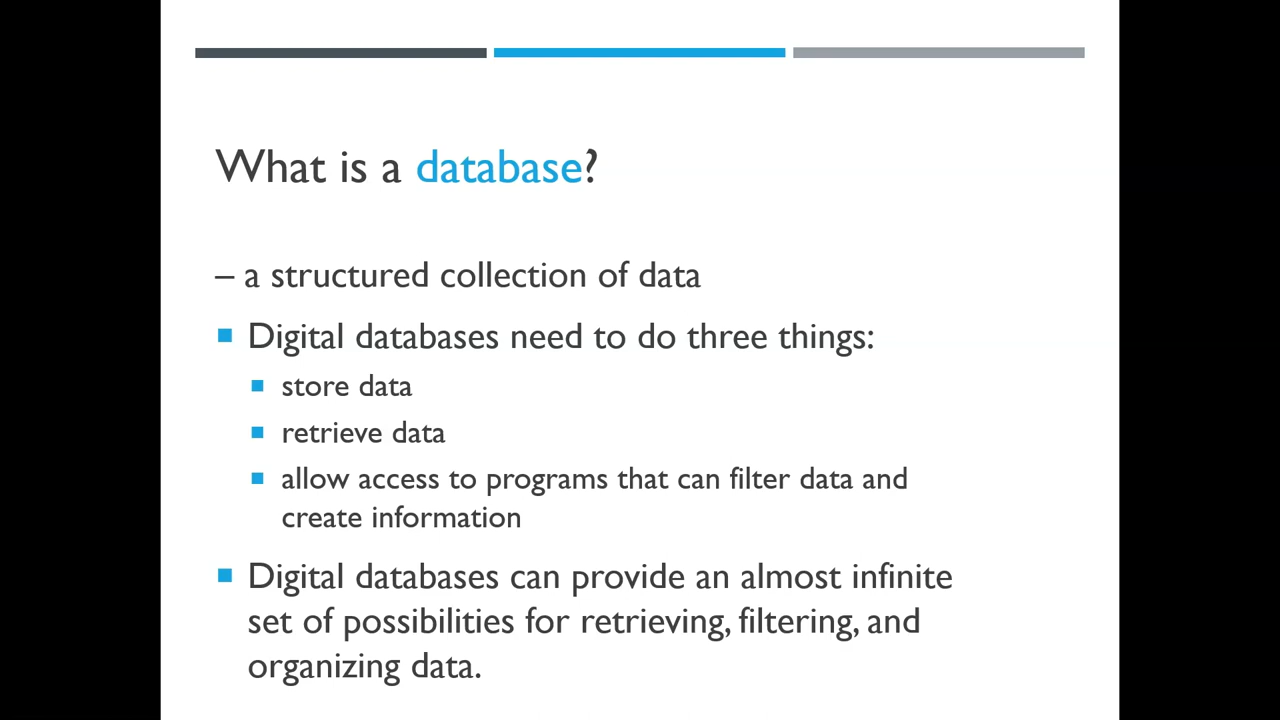 What is a database?
– a structured collection of data
Digital databases need to do three things:
store data
retrieve data
allow access to programs that can filter data and
create information
Digital databases can provide an almost infinite
set of possibilities for retrieving, filtering, and
organizing data.